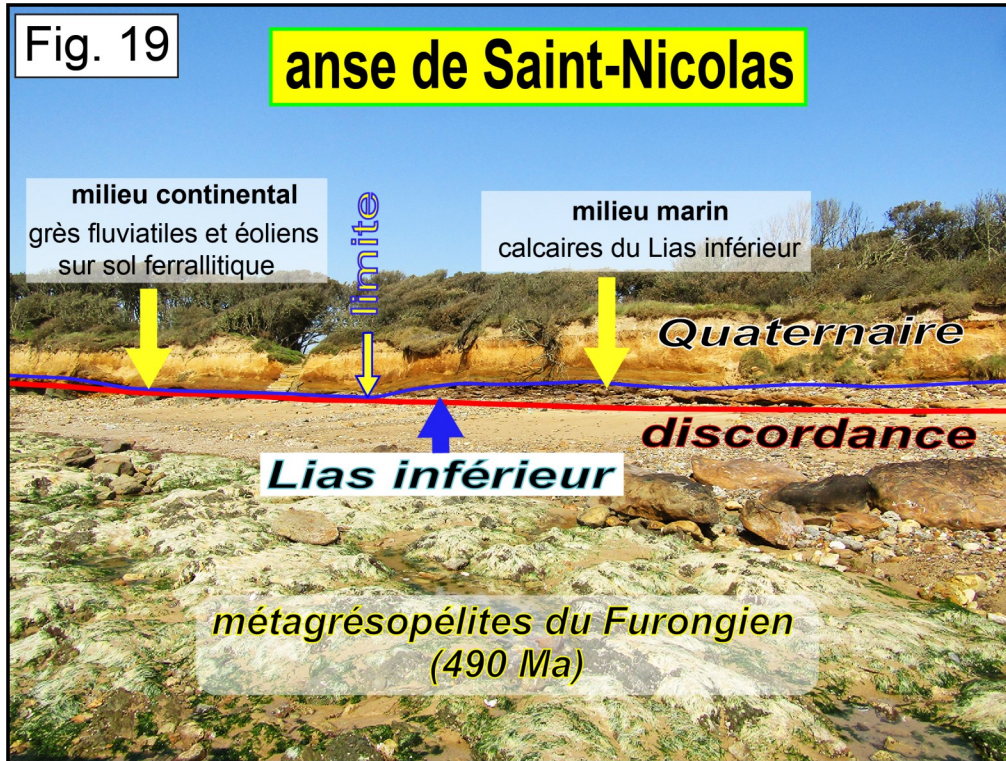 Fig. 19
anse de Saint-Nicolas
milieu continental
grès fluviatiles et éoliens
sur sol ferrallitique
limite
milieu marin
calcaires du Lias inférieur
Quaternaire
discordance
Lias inférieur
métagrésopélites du Furongien
(490 Ma)